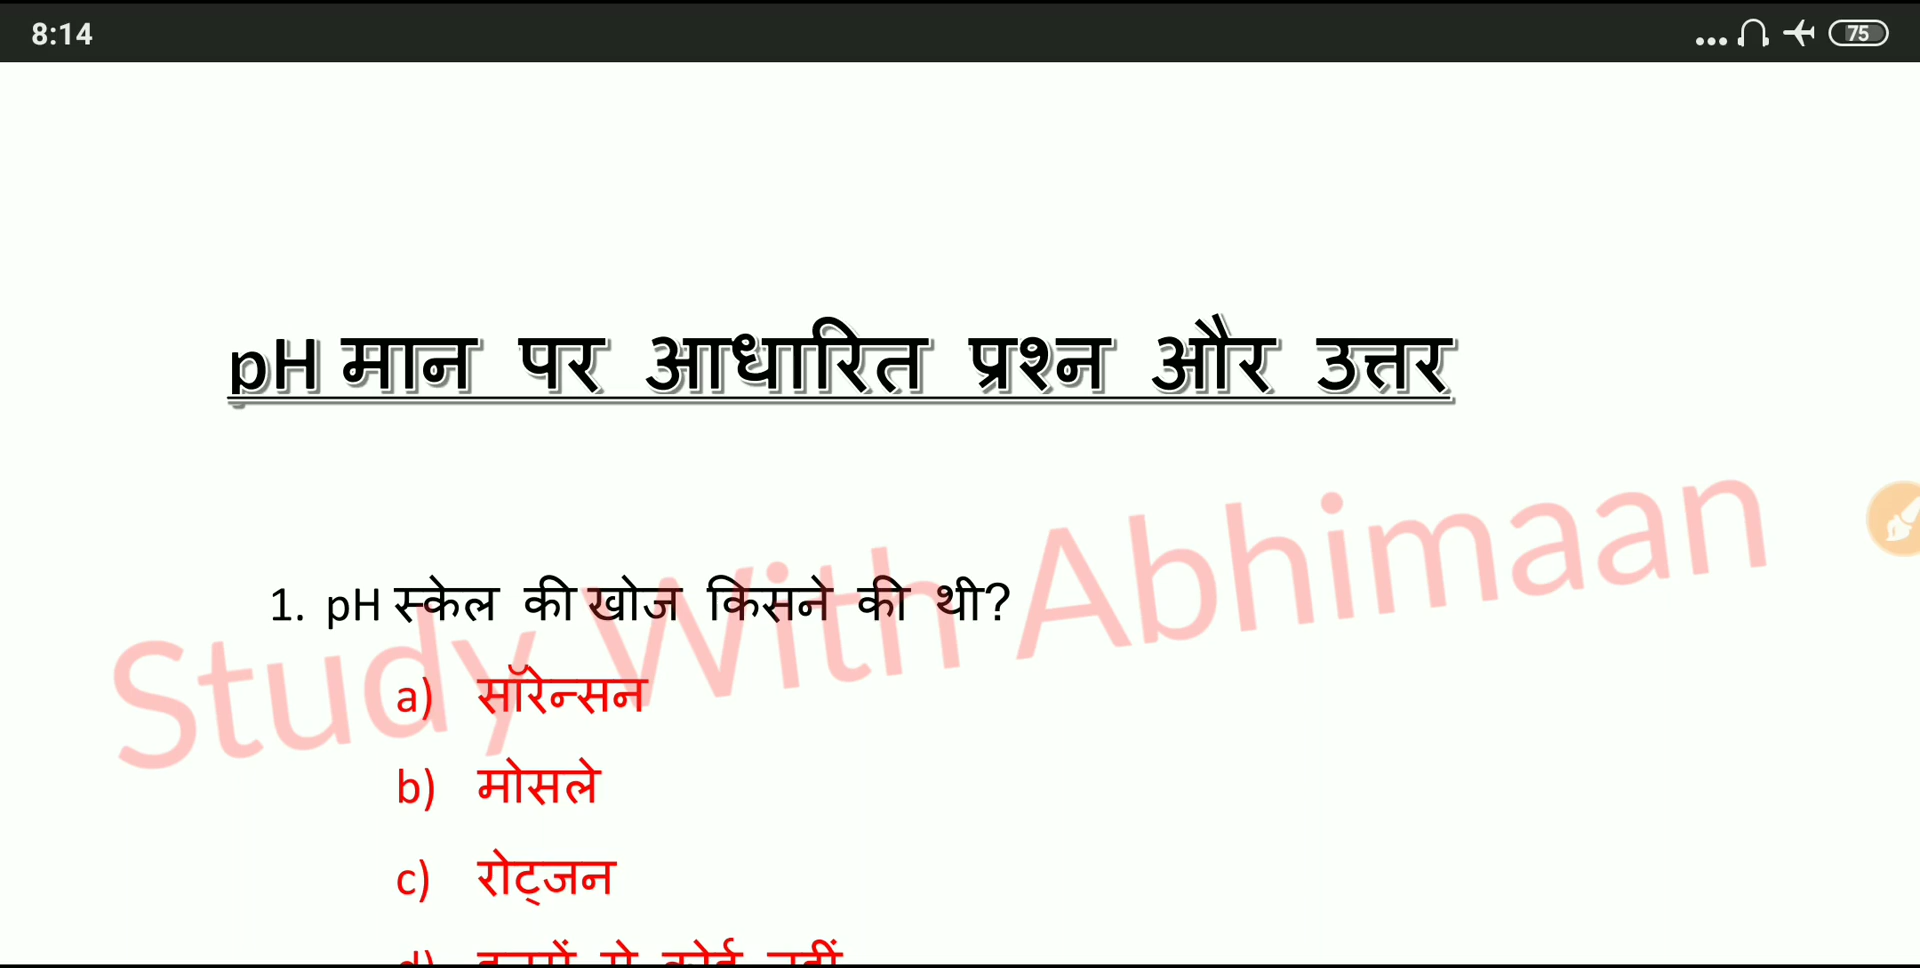 8:14
75
pH मान पर आधारित प्रश्न और उत्तर
Study With Abhimaan
1. pH स्केल की खोज किसने की थी?
a) सॉरेन्सन
b) मोसले
c) रोट्जन